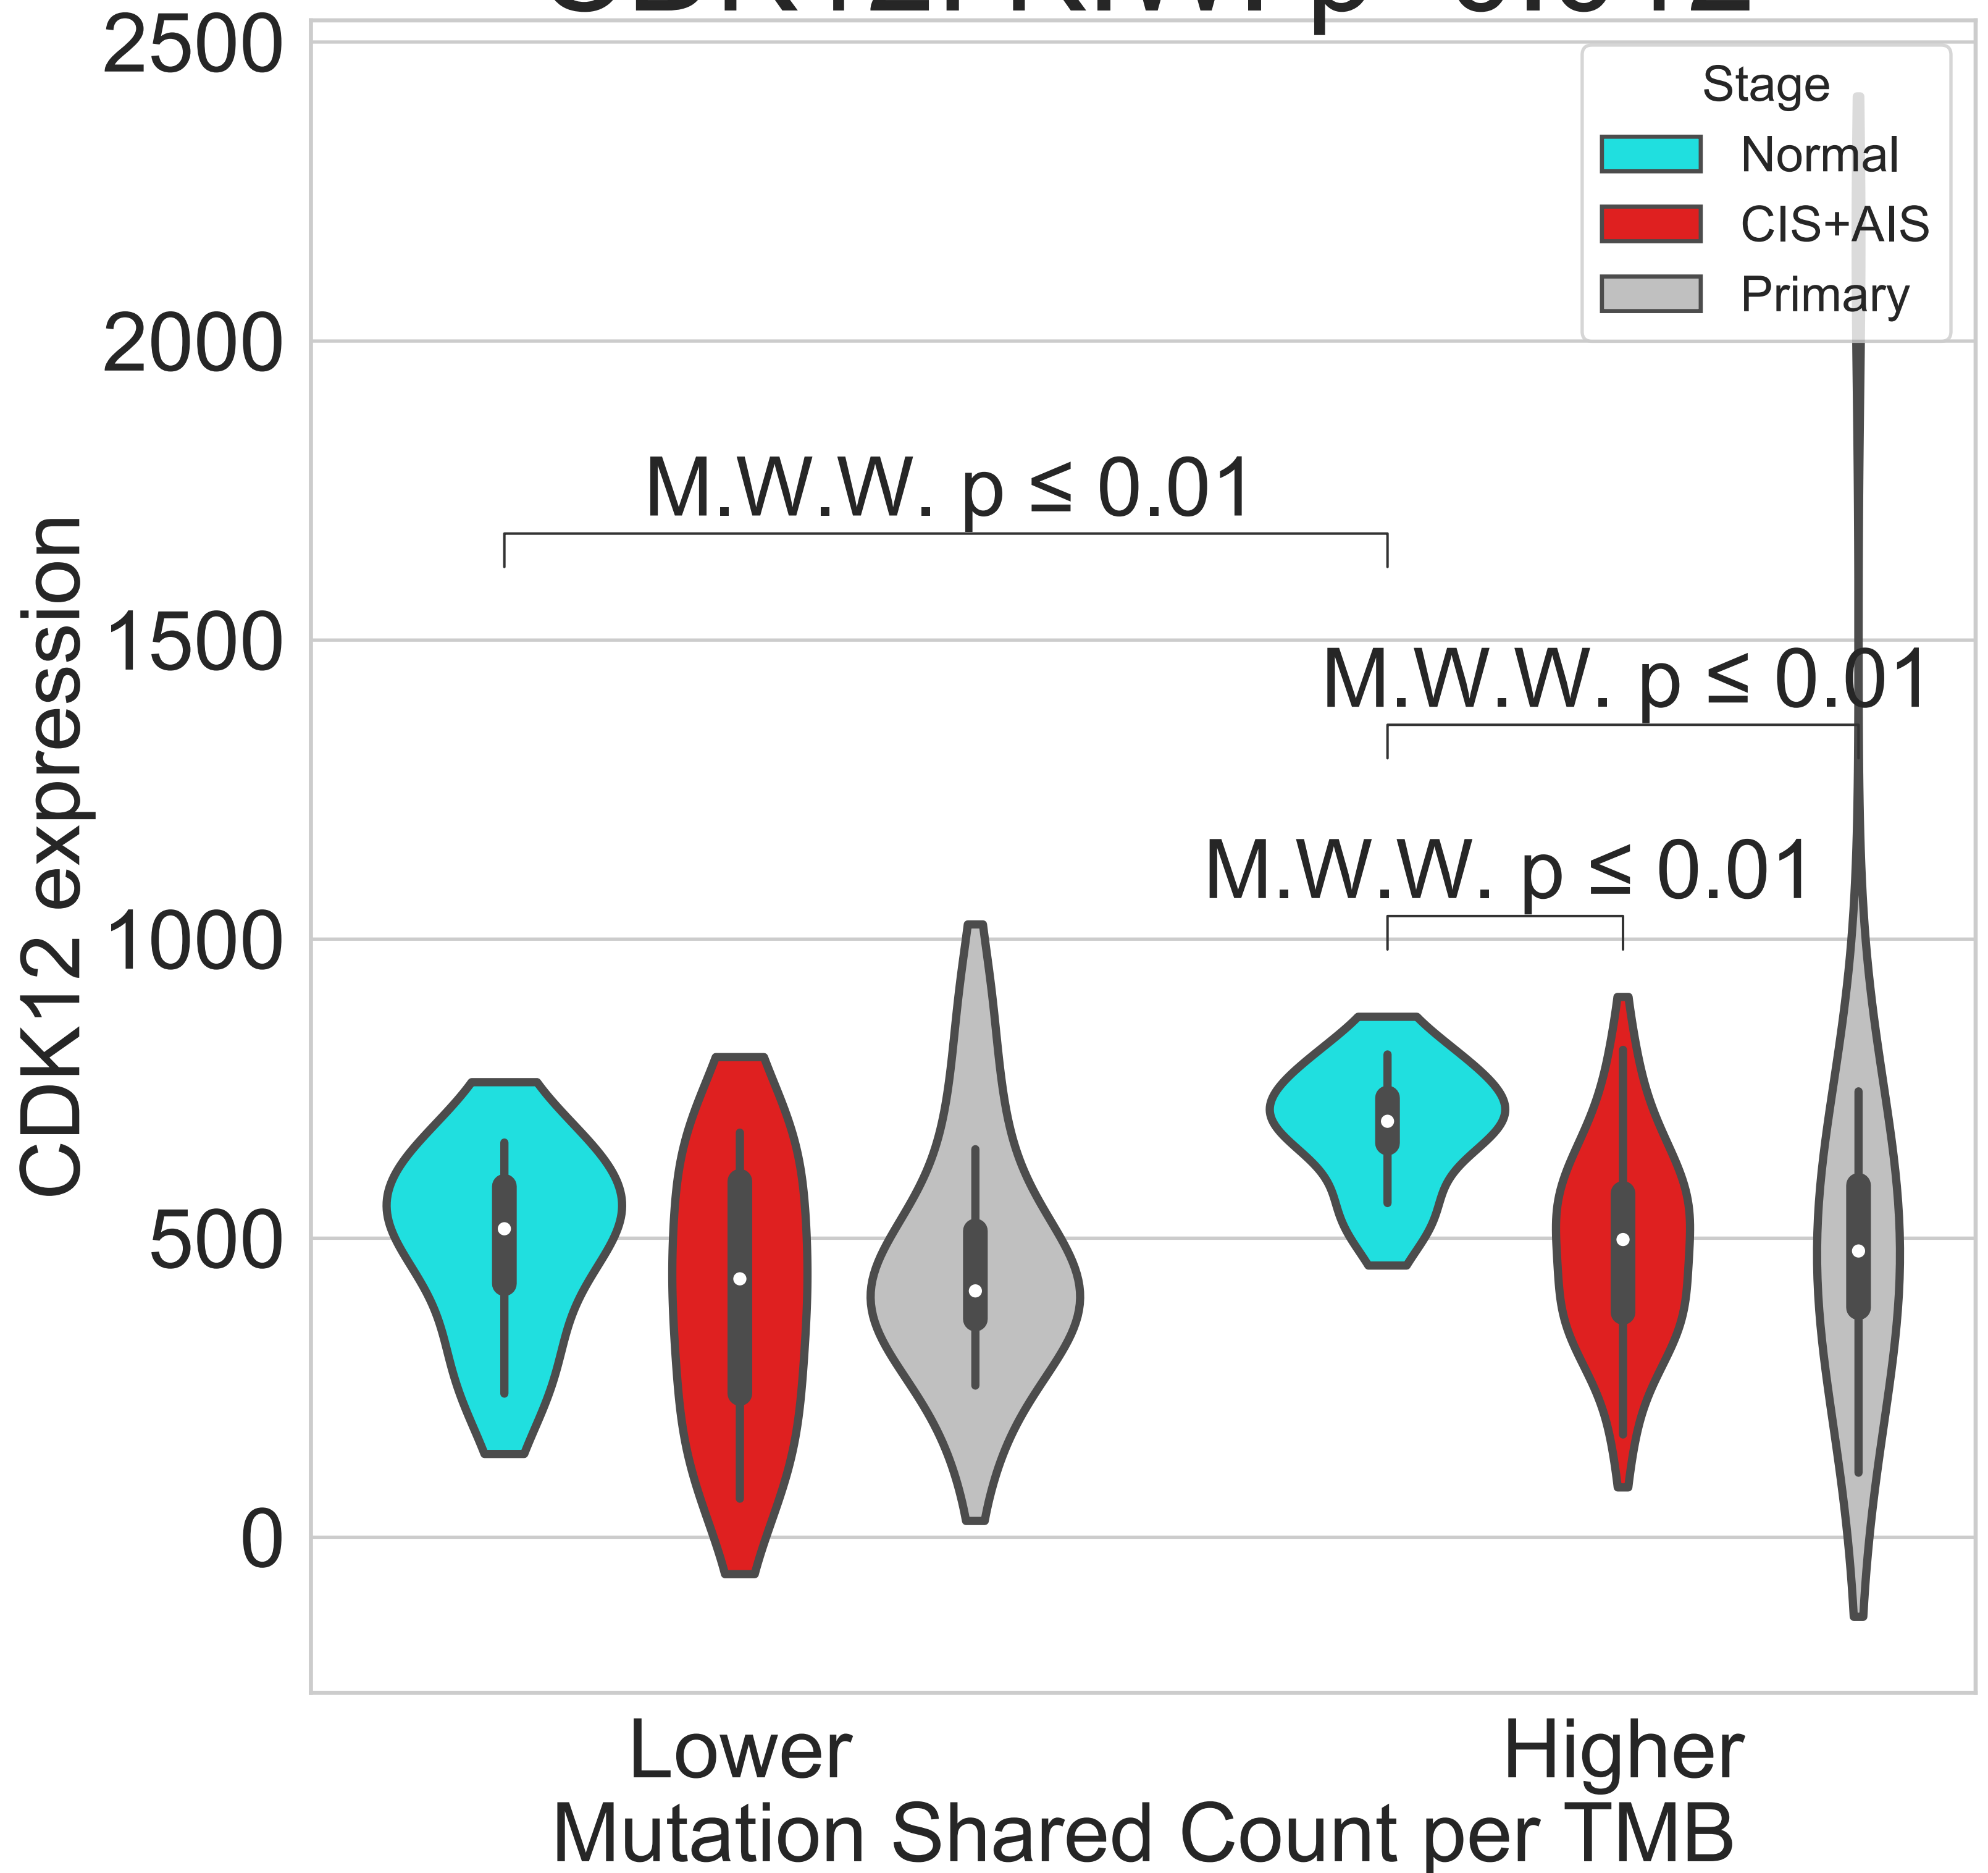 2500
2000
1500
1000
500
0
CDK12 expression
Stage
Normal
CIS+AIS
Primary
M.W.W. p ≤ 0.01
M.W.W. p ≤ 0.01
M.W.W. p ≤ 0.01
Lower
Higher
Mutation Shared Count per TMB